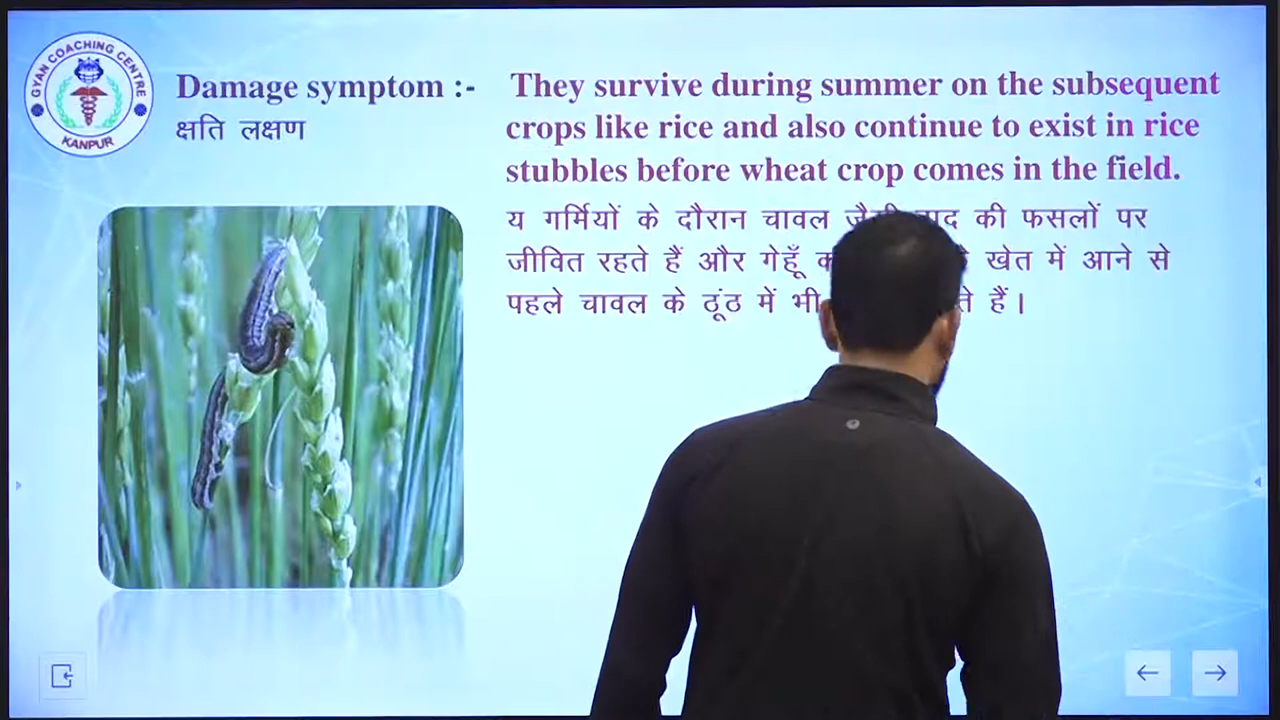 GYAN COACHING CENTRE
KANPUR
Damage symptom :-
क्षति लक्षण
They survive during summer on the subsequent
crops like rice and also continue to exist in rice
stubbles before wheat crop comes in the field.
य गर्मियों के दौरान चावल की फसलों पर
जीवित रहते हैं और गेहूँ खेत में आने से
पहले चावल के ठूंठ में भी हैं।